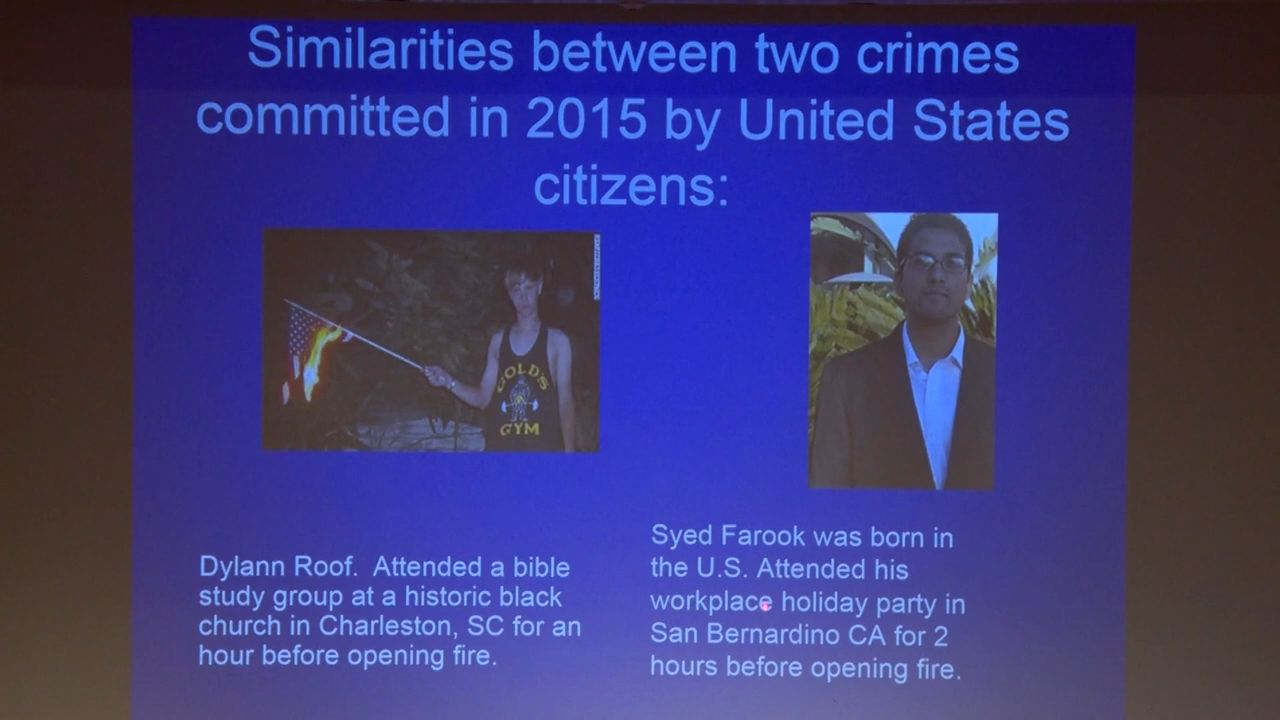 Similarities between two crimes
committed in 2015 by United States
citizens:
GOLD'S
GYM
Dylann Roof.  Attended a bible
study group at a historic black
church in Charleston, SC for an
hour before opening fire.
Syed Farook was born in
the U.S. Attended his
workplace holiday party in
San Bernardino CA for 2
hours before opening fire.